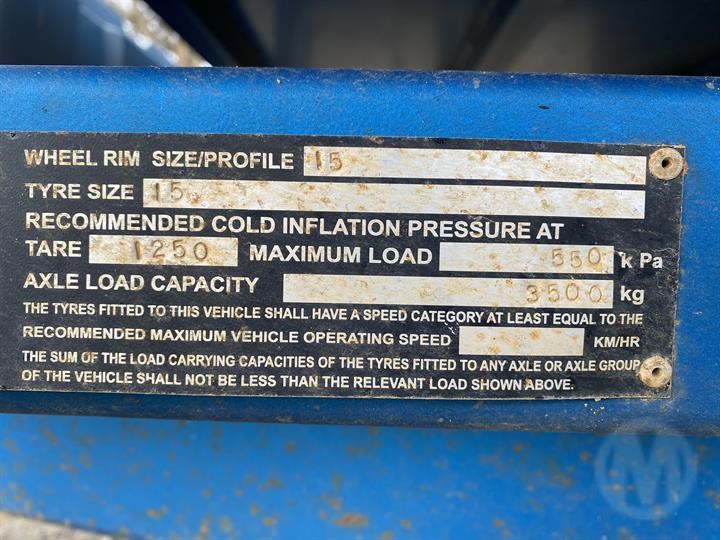 WHEEL RIM SIZE/PROFILE 15
TYRE SIZE 15
RECOMMENDED COLD INFLATION PRESSURE AT
TARE 1250 MAXIMUM LOAD 550 k Pa
AXLE LOAD CAPACITY 3500 kg
THE TYRES FITTED TO THIS VEHICLE SHALL HAVE A SPEED CATEGORY AT LEAST EQUAL TO THE
RECOMMENDED MAXIMUM VEHICLE OPERATING SPEED KM/HR
THE SUM OF THE LOAD CARRYING CAPACITIES OF THE TYRES FITTED TO ANY AXLE OR AXLE GROUP
OF THE VEHICLE SHALL NOT BE LESS THAN THE RELEVANT LOAD SHOWN ABOVE.
M